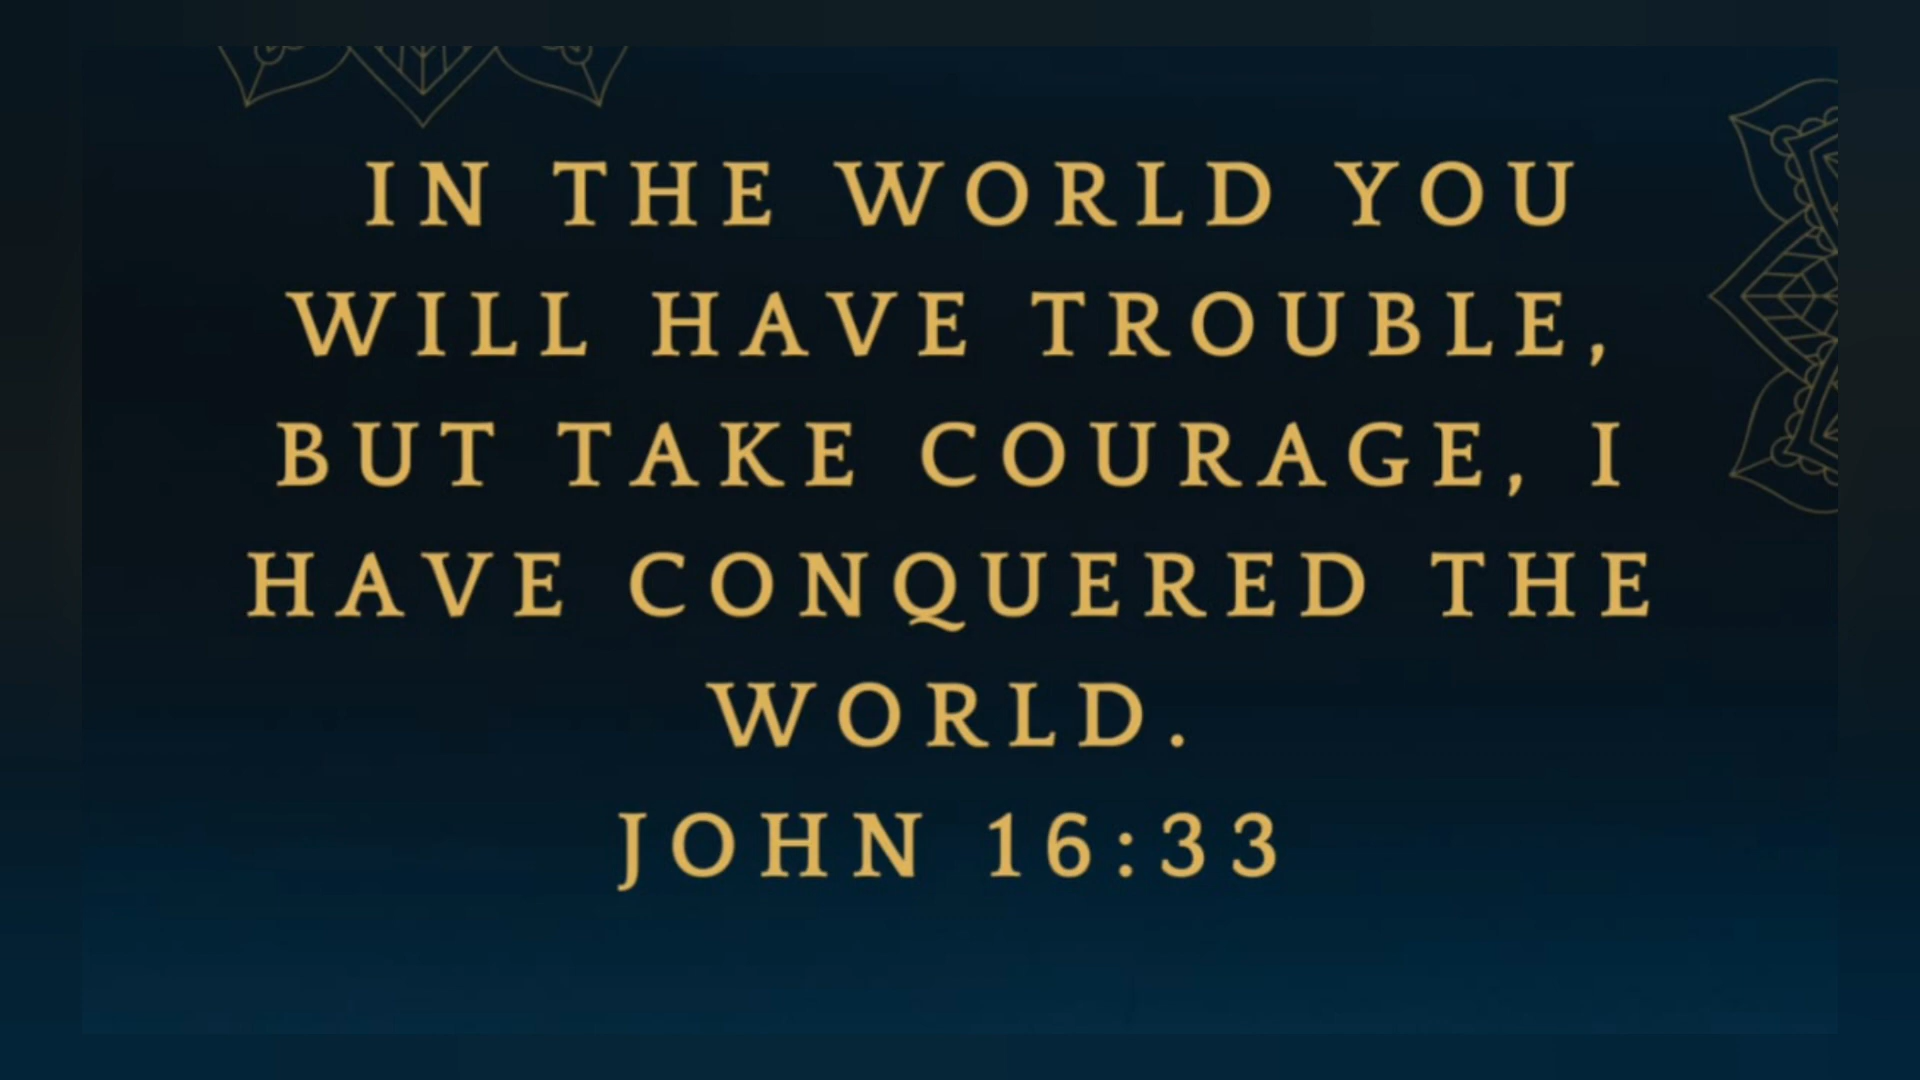 IN THE WORLD YOU
WILL HAVE TROUBLE,
BUT TAKE COURAGE, I
HAVE CONQUERED THE
WORLD.
JOHN 16:33